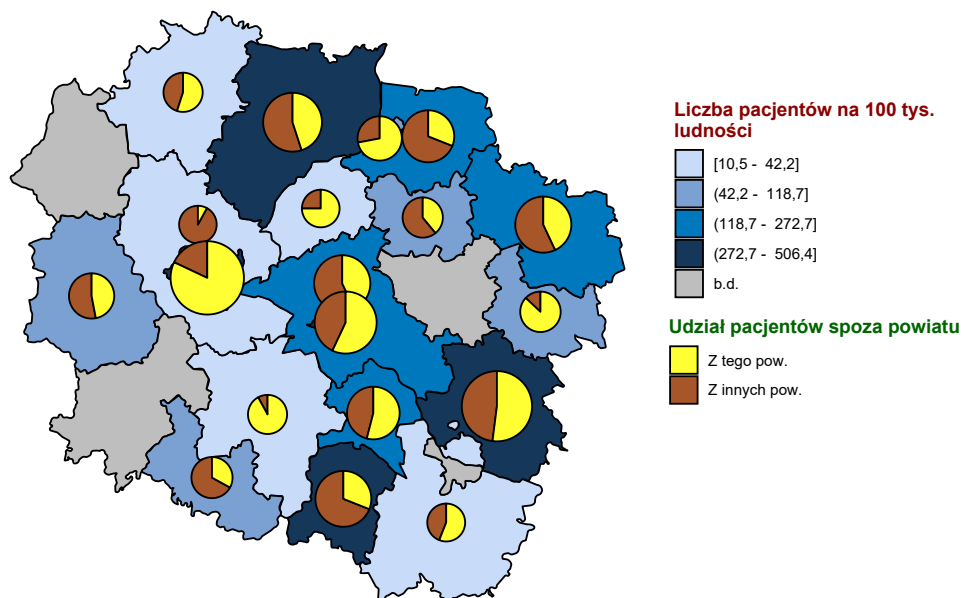 Liczba pacjentów na 100 tys.
ludności
[10,5 - 42,2]
(42,2 - 118,7]
(118,7 - 272,7]
(272,7 - 506,4]
b.d.
Udział pacjentów spoza powiatu
Z tego pow.
Z innych pow.